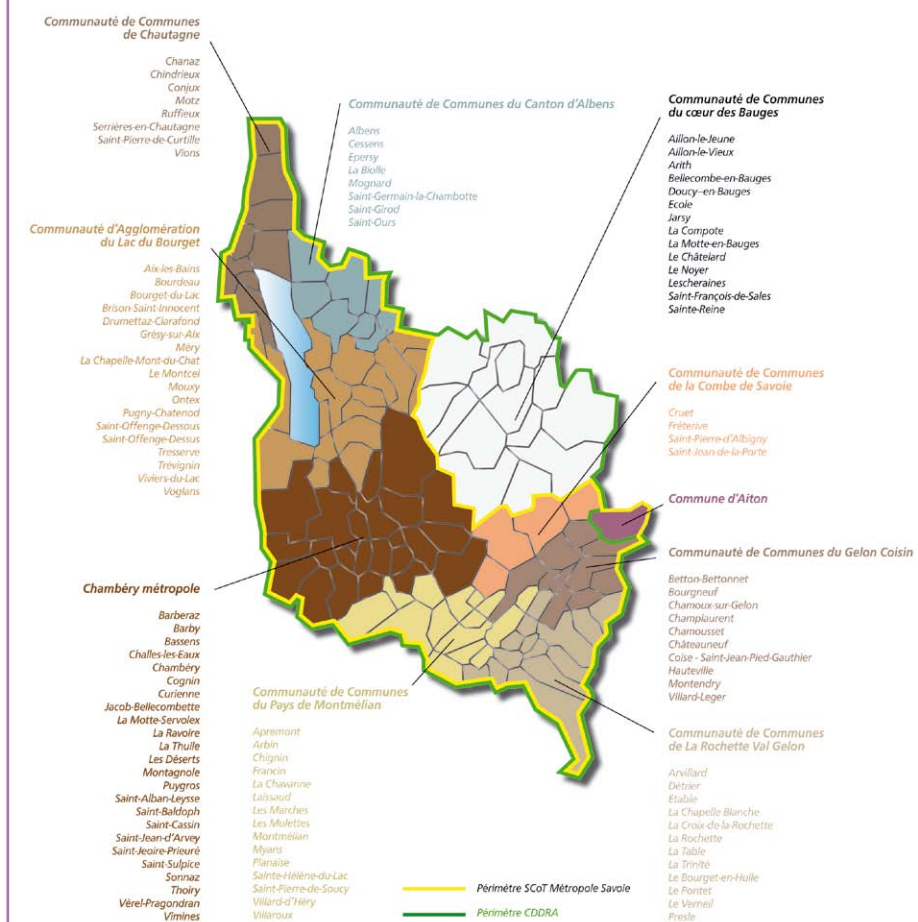 Communauté de Communes
de Chautagne
Chanaz
Chindrieux
Conjux
Motz
Ruffieux
Serrières-en-Chautagne
Saint-Pierre-de-Curtille
Vions
Communauté de Communes du Canton d'Albens
Albens
Cessens
Epersy
La Biolle
Mognard
Saint-Germain-la-Chambotte
Saint-Girod
Saint-Ours
Communauté de Communes
du cœur des Bauges
Aillon-le-Jeune
Aillon-le-Vieux
Arith
Bellecombe-en-Bauges
Doucy--en-Bauges
Ecole
Jarsy
La Compote
La Motte-en-Bauges
Le Châtelard
Le Noyer
Lescheraines
Saint-François-de-Sales
Sainte-Reine
Communauté d'Agglomération
du Lac du Bourget
Aix-les-Bains
Bourdeau
Bourget-du-Lac
Brison-Saint-Innocent
Drumettaz-Clarafond
Grésy-sur-Aix
Méry
La Chapelle-Mont-du-Chat
Le Montcel
Mouxy
Ontex
Pugny-Chatenod
Saint-Offenge-Dessous
Saint-Offenge-Dessus
Tresserve
Trévignin
Viviers-du-Lac
Voglans
Communauté de Communes
de la Combe de Savoie
Cruet
Fréterive
Saint-Pierre-d'Albigny
Saint-Jean-de-la-Porte
Commune d'Aiton
Communauté de Communes du Gelon Coisin
Betton-Bettonnet
Bourgneuf
Chamoux-sur-Gelon
Champlaurent
Chamousset
Châteauneuf
Coise - Saint-Jean-Pied-Gauthier
Hauteville
Montendry
Villard-Leger
Chambéry métropole
Barberaz
Barby
Bassens
Challes-les-Eaux
Chambéry
Cognin
Curienne
Jacob-Bellecombette
La Motte-Servolex
La Ravoire
La Thuile
Les Déserts
Montagnole
Puygros
Saint-Alban-Leysse
Saint-Baldoph
Saint-Cassin
Saint-Jean-d'Arvey
Saint-Jeoire-Prieuré
Saint-Sulpice
Sonnaz
Thoiry
Vérel-Pragondran
Vimines
Communauté de Communes
du Pays de Montmélian
Apremont
Arbin
Chignin
Francin
La Chavanne
Laissaud
Les Marches
Les Molettes
Montmélian
Myans
Planaise
Sainte-Hélène-du-Lac
Saint-Pierre-de-Soucy
Villard-d'Héry
Villaroux
Communauté de Communes
de La Rochette Val Gelon
Arvillard
Détrier
Etable
La Chapelle Blanche
La Croix-de-la-Rochette
La Rochette
La Table
La Trinité
Le Bourget-en-Huile
Le Pontet
Le Verneil
Presle
Périmètre SCoT Métropole Savoie
Périmètre CDDRA